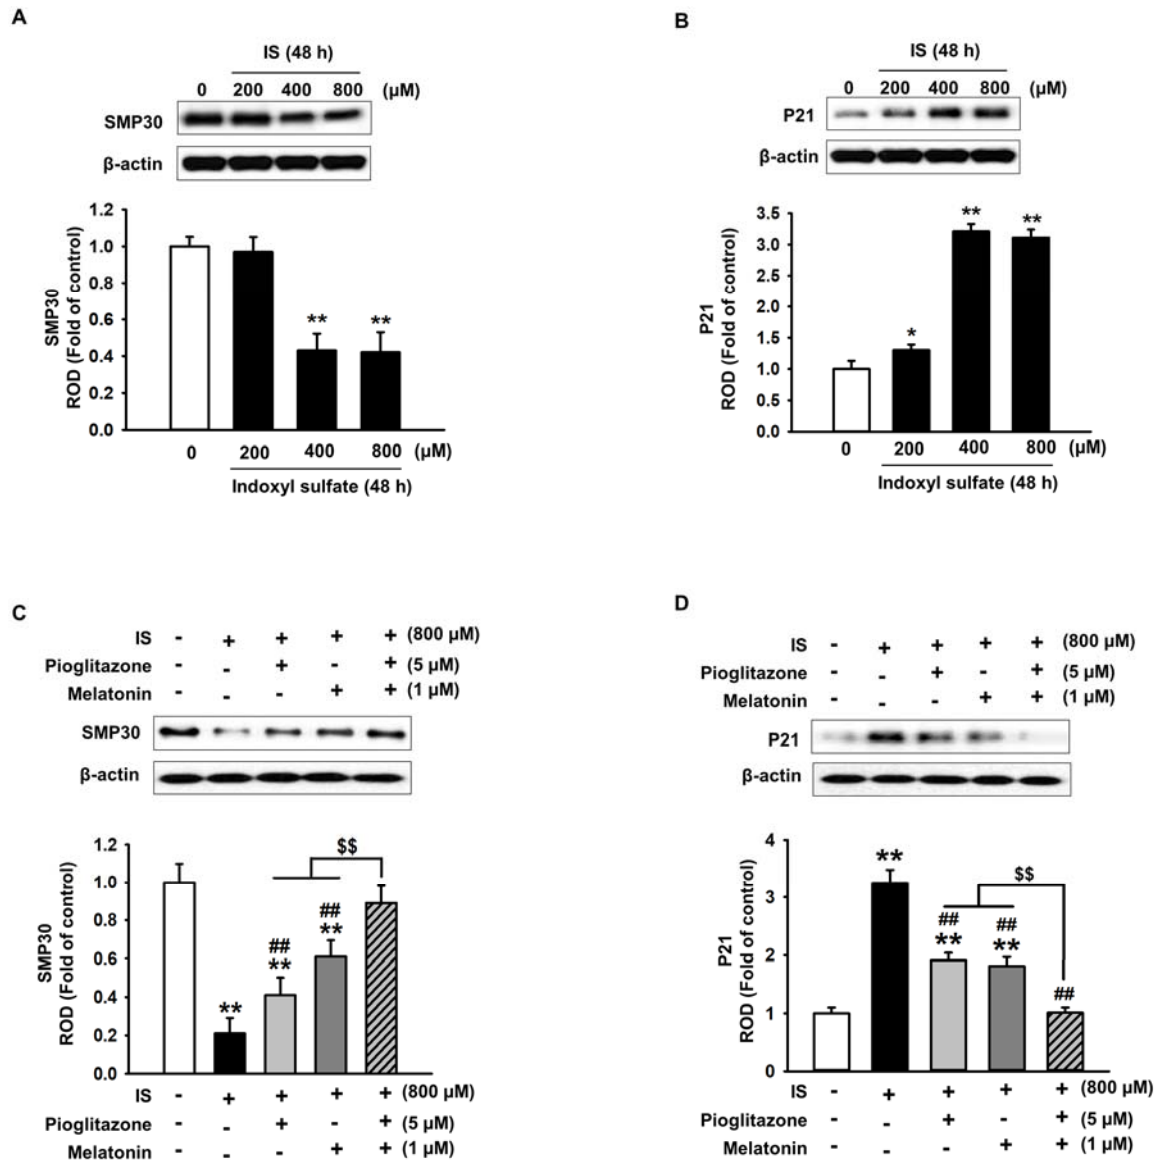 A
IS (48 h)
0 200 400 800 (µM)
SMP30
β-actin
1.2
1.0
0.8
0.6
0.4
0.2
0.0
SMP30
ROD (Fold of control)
** **
0 200 400 800 (µM)
Indoxyl sulfate (48 h)
B
IS (48 h)
0 200 400 800 (µM)
P21
β-actin
3.5
3.0
2.5
2.0
1.5
1.0
0.5
0.0
P21
ROD (Fold of control)
* ** **
0 200 400 800 (µM)
Indoxyl sulfate (48 h)
C
IS - + + + + (800 µM)
Pioglitazone - - + - + (5 µM)
Melatonin - - - + + (1 µM)
SMP30
β-actin
1.2
1.0
0.8
0.6
0.4
0.2
0.0
SMP30
ROD (Fold of control)
$$
## ##
** ** **
IS - + + + + (800 µM)
Pioglitazone - - + - + (5 µM)
Melatonin - - - + + (1 µM)
D
IS - + + + + (800 µM)
Pioglitazone - - + - + (5 µM)
Melatonin - - - + + (1 µM)
P21
β-actin
4
3
2
1
0
P21
ROD (Fold of control)
$$
## ## ##
** ** **
IS - + + + + (800 µM)
Pioglitazone - - + - + (5 µM)
Melatonin - - - + + (1 µM)